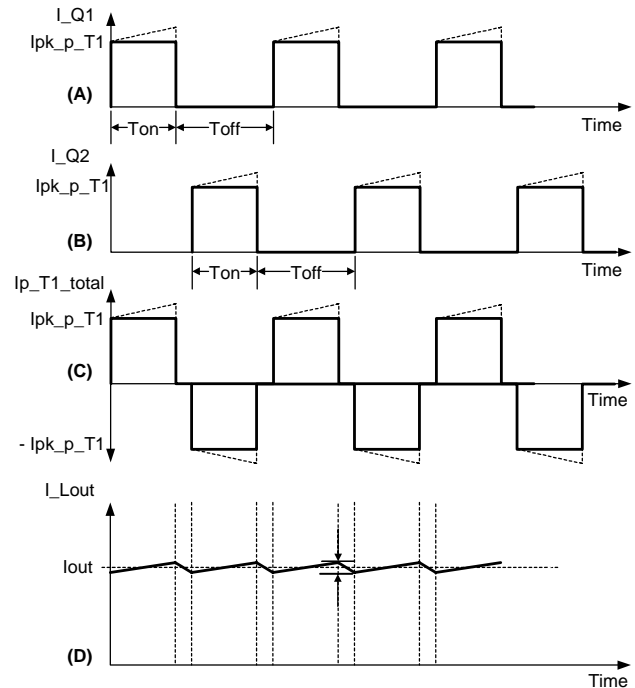 I_Q1
Ipk_p_T1
(A)
Ton
Toff
Time
I_Q2
Ipk_p_T1
(B)
Ton
Toff
Time
Ip_T1_total
Ipk_p_T1
(C)
Time
- Ipk_p_T1
I_Lout
Iout
(D)
Time